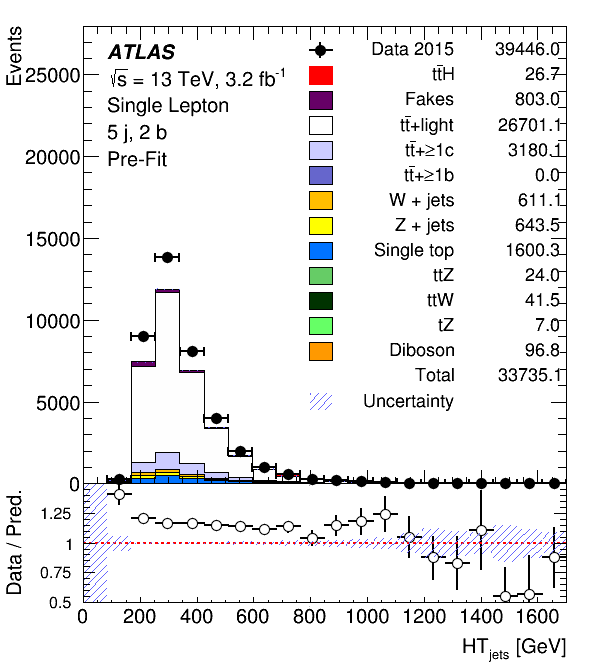 Events
25000
20000
15000
10000
5000
0
ATLAS
√s = 13 TeV, 3.2 fb⁻¹
Single Lepton
5 j, 2 b
Pre-Fit
Data 2015 39446.0
tt̄H 26.7
Fakes 803.0
tt̄+light 26701.1
tt̄+≥1c 3180.1
tt̄+≥1b 0.0
W + jets 611.1
Z + jets 643.5
Single top 1600.3
ttZ 24.0
ttW 41.5
tZ 7.0
Diboson 96.8
Total 33735.1
Uncertainty
Data / Pred.
1.25
1
0.75
0.5
0 200 400 600 800 1000 1200 1400 1600
HT_jets [GeV]